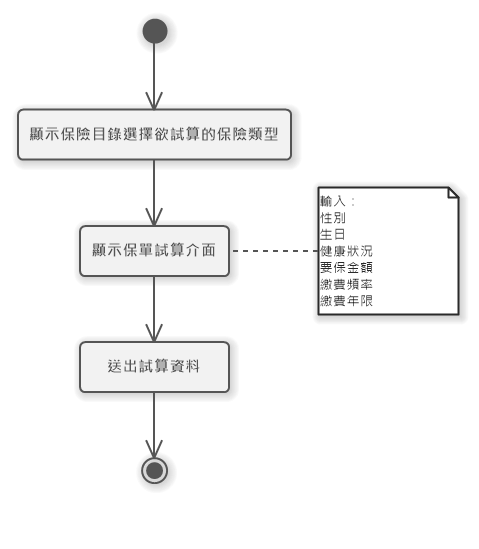 顯示保險目錄選擇欲試算的保險類型
顯示保單試算介面
輸入：
性別
生日
健康狀況
要保金額
繳費頻率
繳費年限
送出試算資料